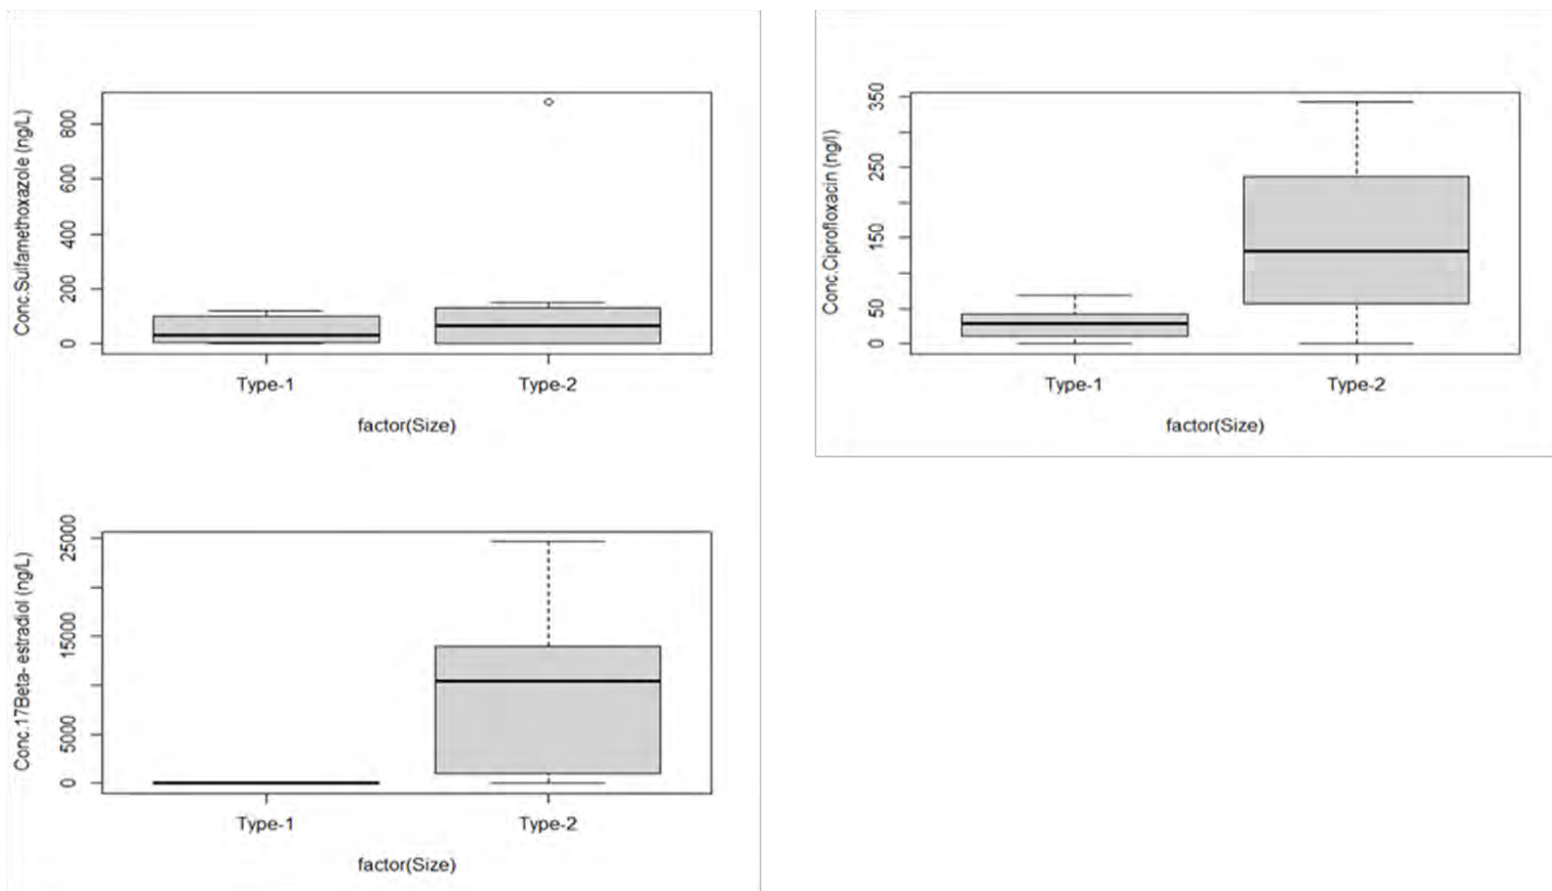 Conc.Sulfamethoxazole (ng/L)
800
600
400
200
0
Type-1 Type-2
factor(Size)
Conc.Ciprofloxacin (ng/l)
350
250
150
50
0
Type-1 Type-2
factor(Size)
Conc.17Beta- estradiol (ng/L)
25000
15000
5000
0
Type-1 Type-2
factor(Size)